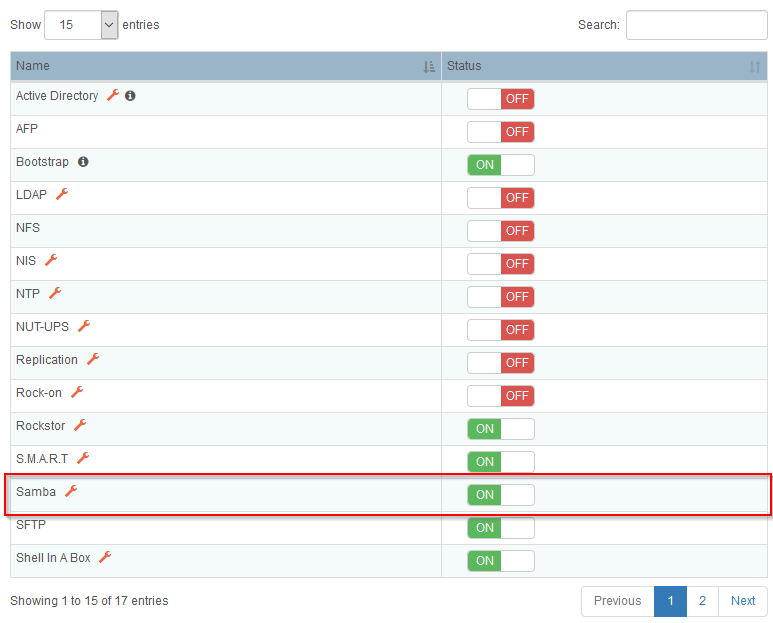 Show 15 entries Search:
Name Status
Active Directory OFF
AFP OFF
Bootstrap ON
LDAP OFF
NFS OFF
NIS OFF
NTP OFF
NUT-UPS OFF
Replication OFF
Rock-on OFF
Rockstor ON
S.M.A.R.T ON
Samba ON
SFTP ON
Shell In A Box ON
Showing 1 to 15 of 17 entries Previous 1 2 Next